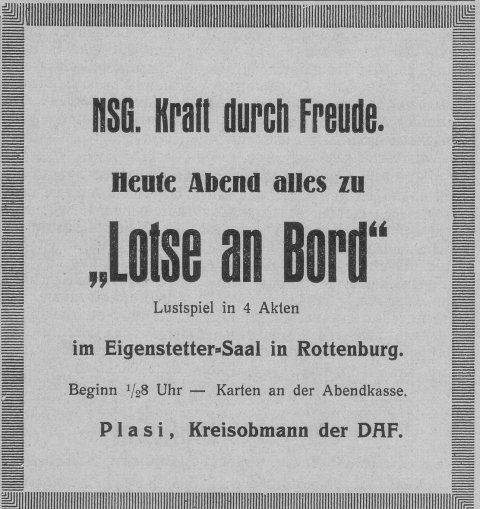 NSG. Kraft durch Freude.
Heute Abend alles zu
„Lotse an Bord“
Lustspiel in 4 Akten
im Eigenstetter-Saal in Rottenburg.
Beginn ½8 Uhr — Karten an der Abendkasse.
Plasi, Kreisobmann der DAF.